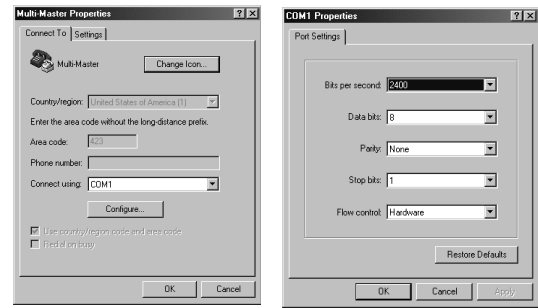 Multi-Master Properties
Connect To
Settings
Multi-Master
Change Icon...
Country/region: United States of America (1)
Enter the area code without the long-distance prefix.
Area code: 423
Phone number:
Connect using: COM1
Configure...
Use country/region code and area code
Redial on busy
OK
Cancel
COM1 Properties
Port Settings
Bits per second: 2400
Data bits: 8
Parity: None
Stop bits: 1
Flow control: Hardware
Restore Defaults
OK
Cancel
Apply